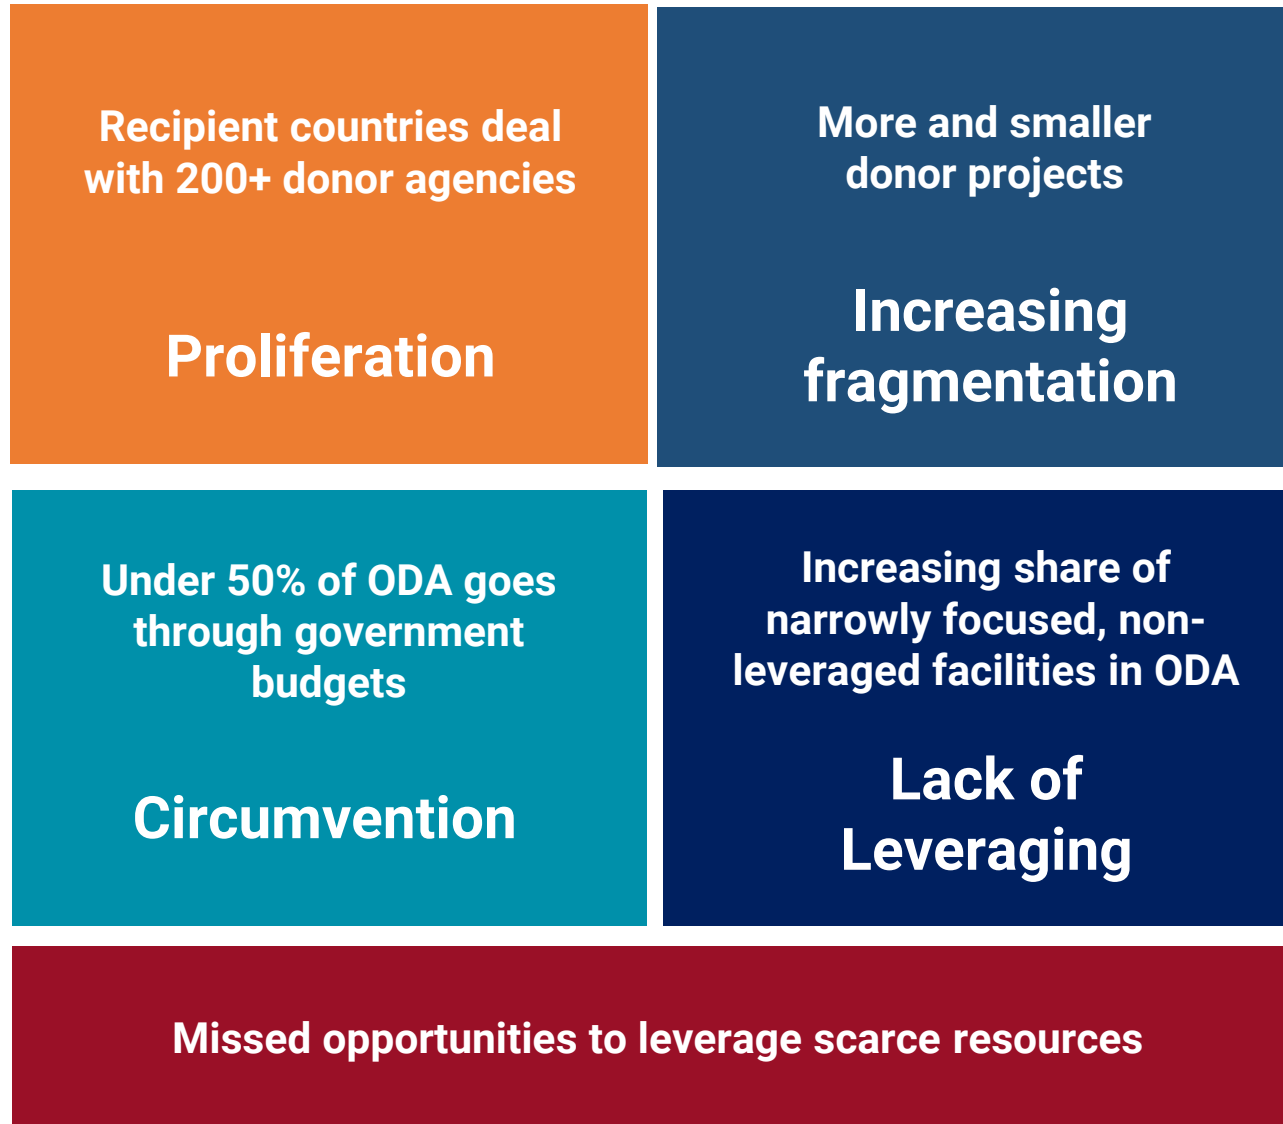 Recipient countries deal
with 200+ donor agencies
Proliferation
More and smaller
donor projects
Increasing
fragmentation
Under 50% of ODA goes
through government
budgets
Circumvention
Increasing share of
narrowly focused, non-
leveraged facilities in ODA
Lack of
Leveraging
Missed opportunities to leverage scarce resources